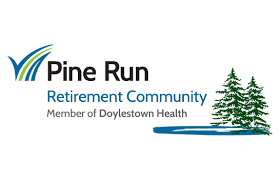 Pine Run
Retirement Community
Member of Doylestown Health